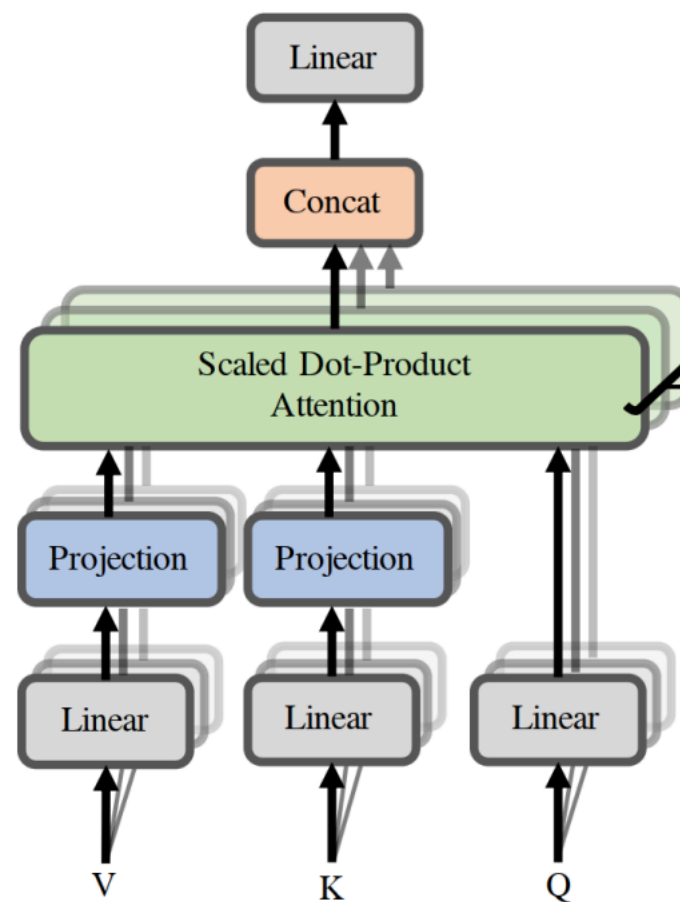 Linear
Concat
Scaled Dot-Product
Attention
Projection
Projection
Linear
Linear
Linear
V
K
Q